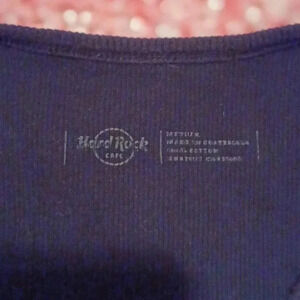 Hard Rock
CAFE
MEDIUM
MADE IN GUATEMALA
100% COTTON